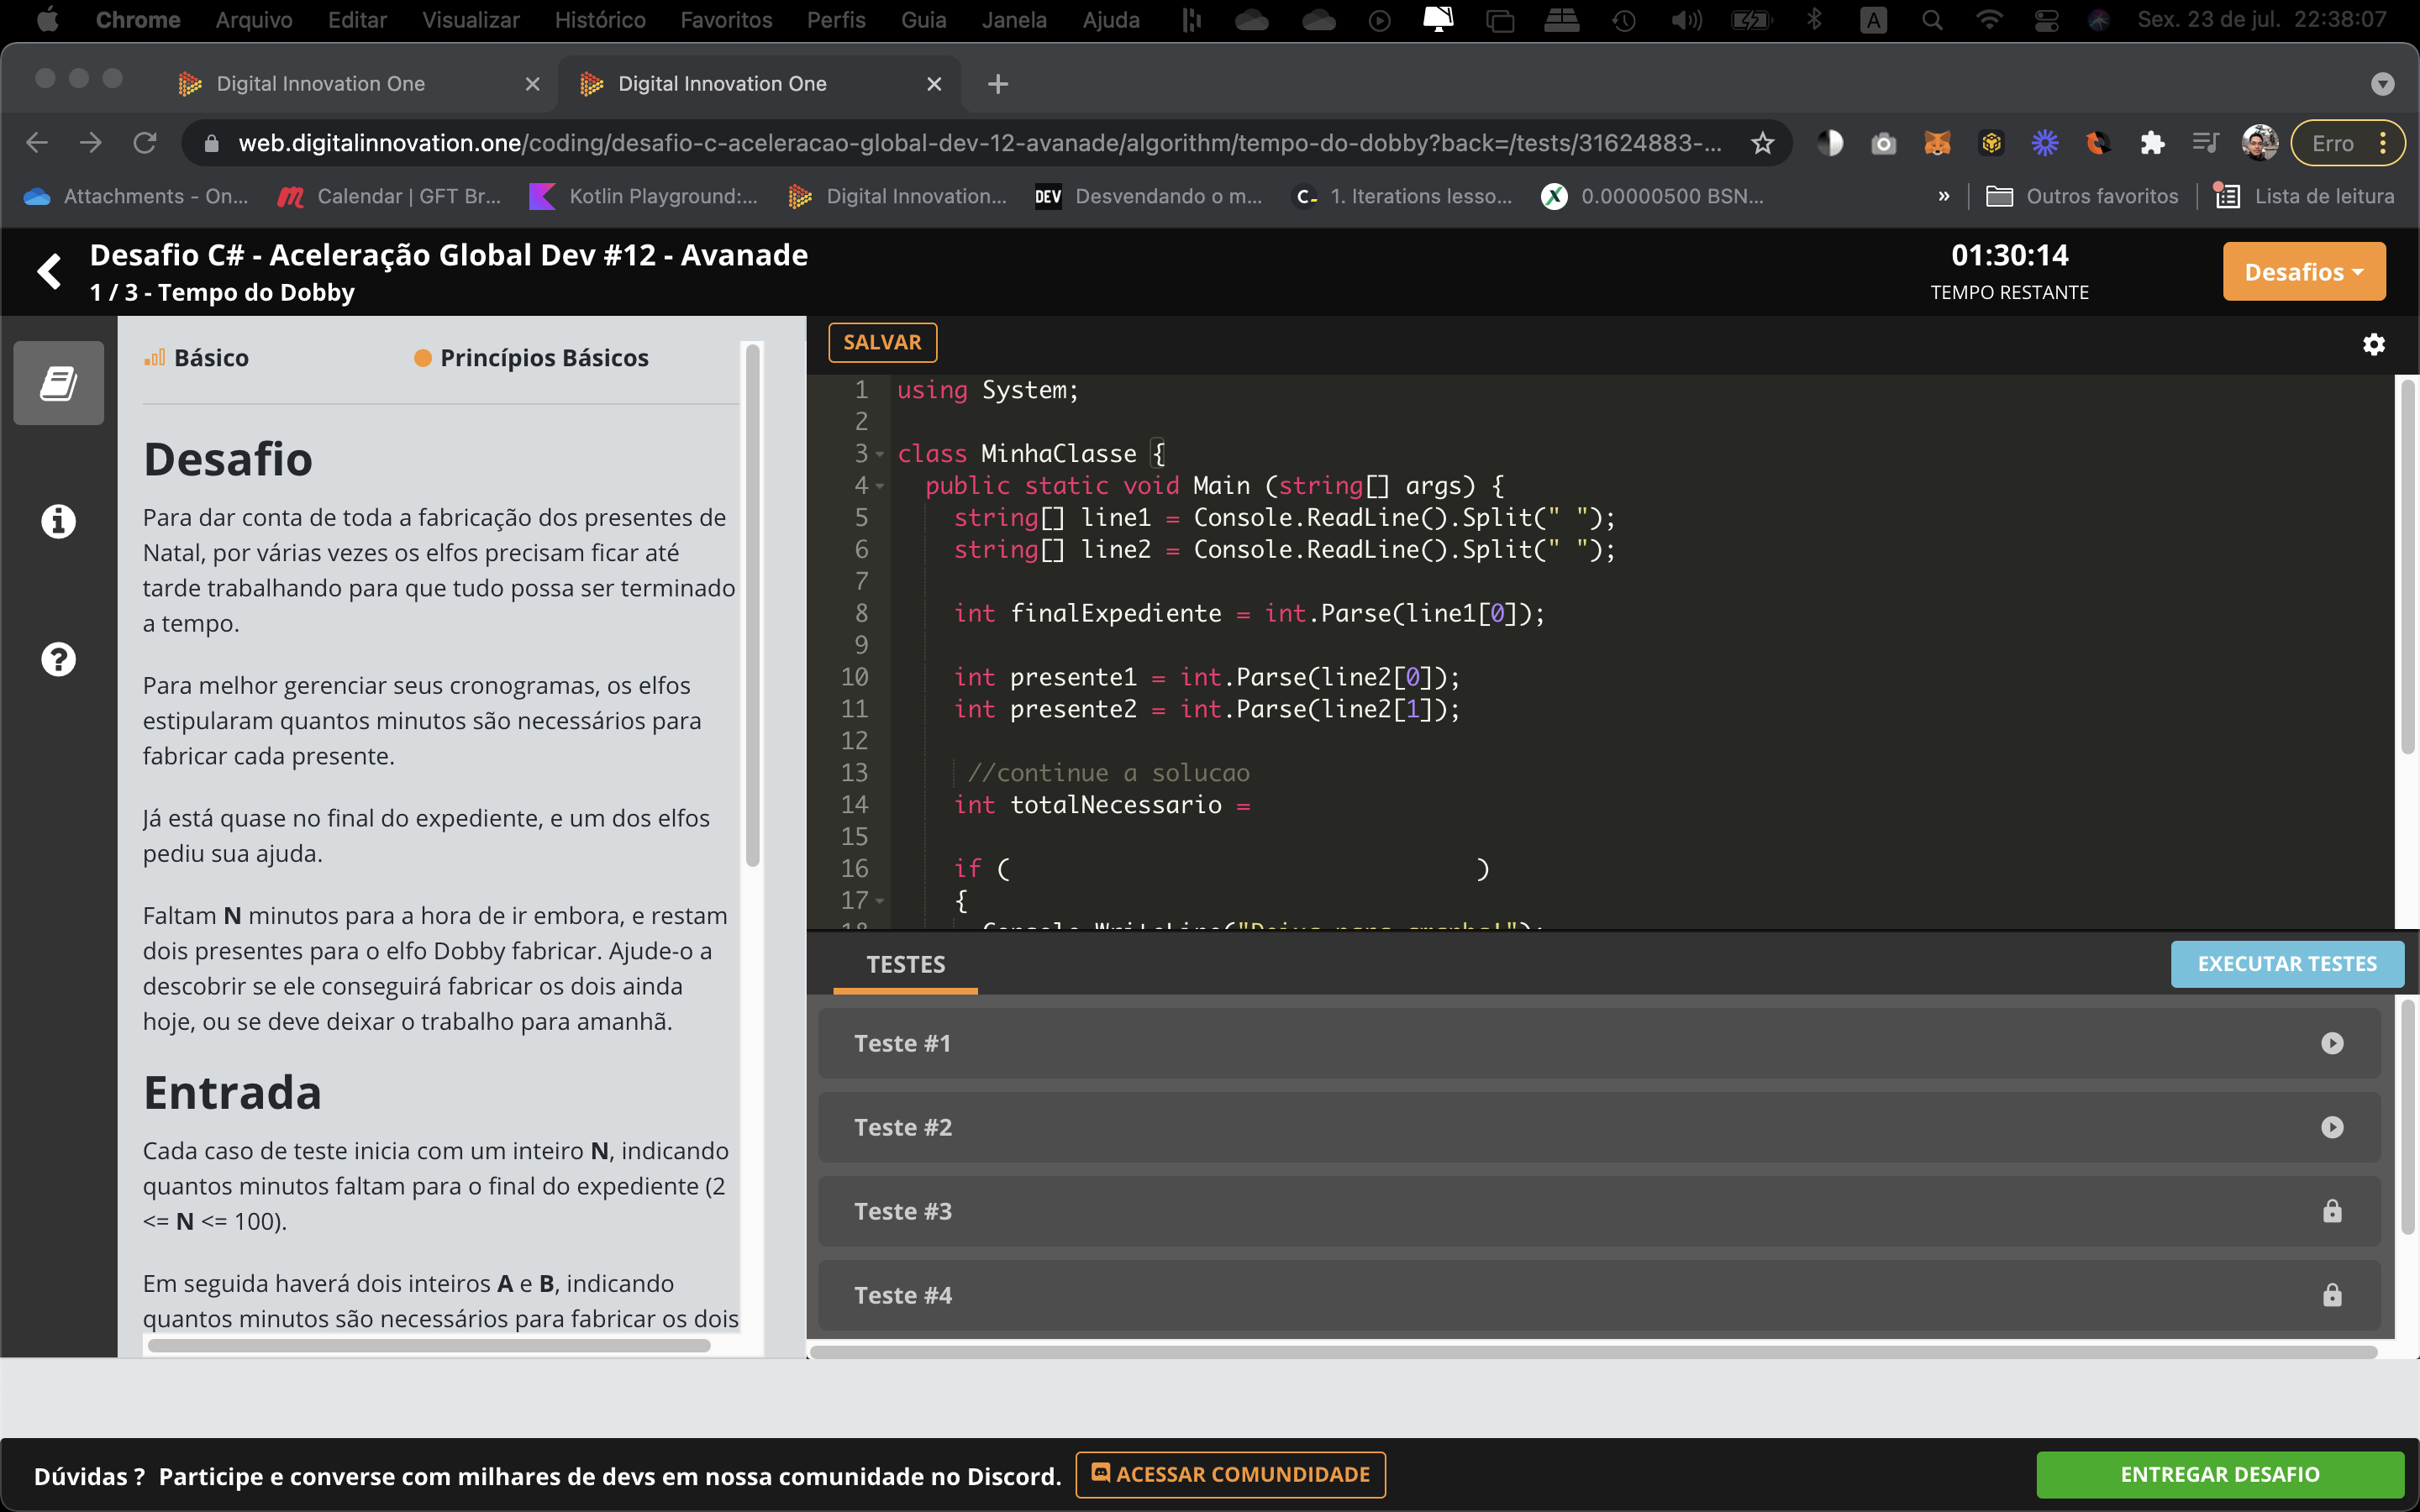 Chrome Arquivo Editar Visualizar Histórico Favoritos Perfis Guia Janela Ajuda A Sex. 23 de jul. 22:38:07
Digital Innovation One
Digital Innovation One
web.digitalinnovation.one/coding/desafio-c-aceleracao-global-dev-12-avanade/algorithm/tempo-do-dobby?back=/tests/31624883-...
Erro
Attachments - On... Calendar | GFT Br... Kotlin Playground:... Digital Innovation... DEV Desvendando o m... C 1. Iterations lesso... X 0.00000500 BSN... » Outros favoritos Lista de leitura
Desafio C# - Aceleração Global Dev #12 - Avanade
1 / 3 - Tempo do Dobby
01:30:14
TEMPO RESTANTE
Desafios
Básico
Princípios Básicos
Desafio
Para dar conta de toda a fabricação dos presentes de
Natal, por várias vezes os elfos precisam ficar até
tarde trabalhando para que tudo possa ser terminado
a tempo.
Para melhor gerenciar seus cronogramas, os elfos
estipularam quantos minutos são necessários para
fabricar cada presente.
Já está quase no final do expediente, e um dos elfos
pediu sua ajuda.
Faltam N minutos para a hora de ir embora, e restam
dois presentes para o elfo Dobby fabricar. Ajude-o a
descobrir se ele conseguirá fabricar os dois ainda
hoje, ou se deve deixar o trabalho para amanhã.
Entrada
Cada caso de teste inicia com um inteiro N, indicando
quantos minutos faltam para o final do expediente (2
<= N <= 100).
Em seguida haverá dois inteiros A e B, indicando
quantos minutos são necessários para fabricar os dois
SALVAR
1 using System;
2
3 class MinhaClasse {
4 public static void Main (string[] args) {
5 string[] line1 = Console.ReadLine().Split(" ");
6 string[] line2 = Console.ReadLine().Split(" ");
7
8 int finalExpediente = int.Parse(line1[0]);
9
10 int presente1 = int.Parse(line2[0]);
11 int presente2 = int.Parse(line2[1]);
12
13 //continue a solucao
14 int totalNecessario =
15
16 if ( )
17 {
18 Console.WriteLine("Deixa para amanha!");
TESTES
EXECUTAR TESTES
Teste #1
Teste #2
Teste #3
Teste #4
Dúvidas ? Participe e converse com milhares de devs em nossa comunidade no Discord.
ACESSAR COMUNDIDADE
ENTREGAR DESAFIO